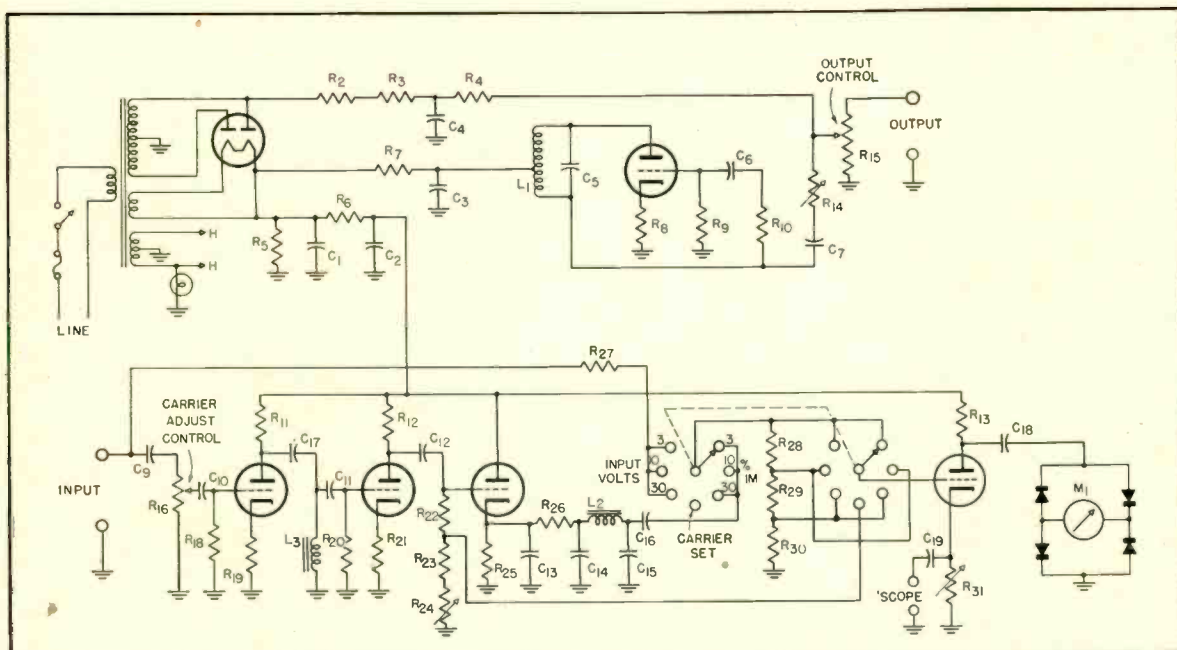 R2
R3
R4
C4
OUTPUT
CONTROL
OUTPUT
R15
R7
C3
L1
C5
C6
R8
R9
R10
R14
C7
R6
R5
C1
C2
H
H
LINE
R27
CARRIER
ADJUST
CONTROL
R11
C17
R12
C12
C9
INPUT
R16
C10
R18
R19
L3
C11
R20
R21
R22
R23
R24
R25
C13
R26
C14
L2
C15
C16
INPUT
VOLTS
3
10
30
3
10
30
%
IM
CARRIER
SET
R28
R29
R30
R13
C18
C19
'SCOPE
R31
M1